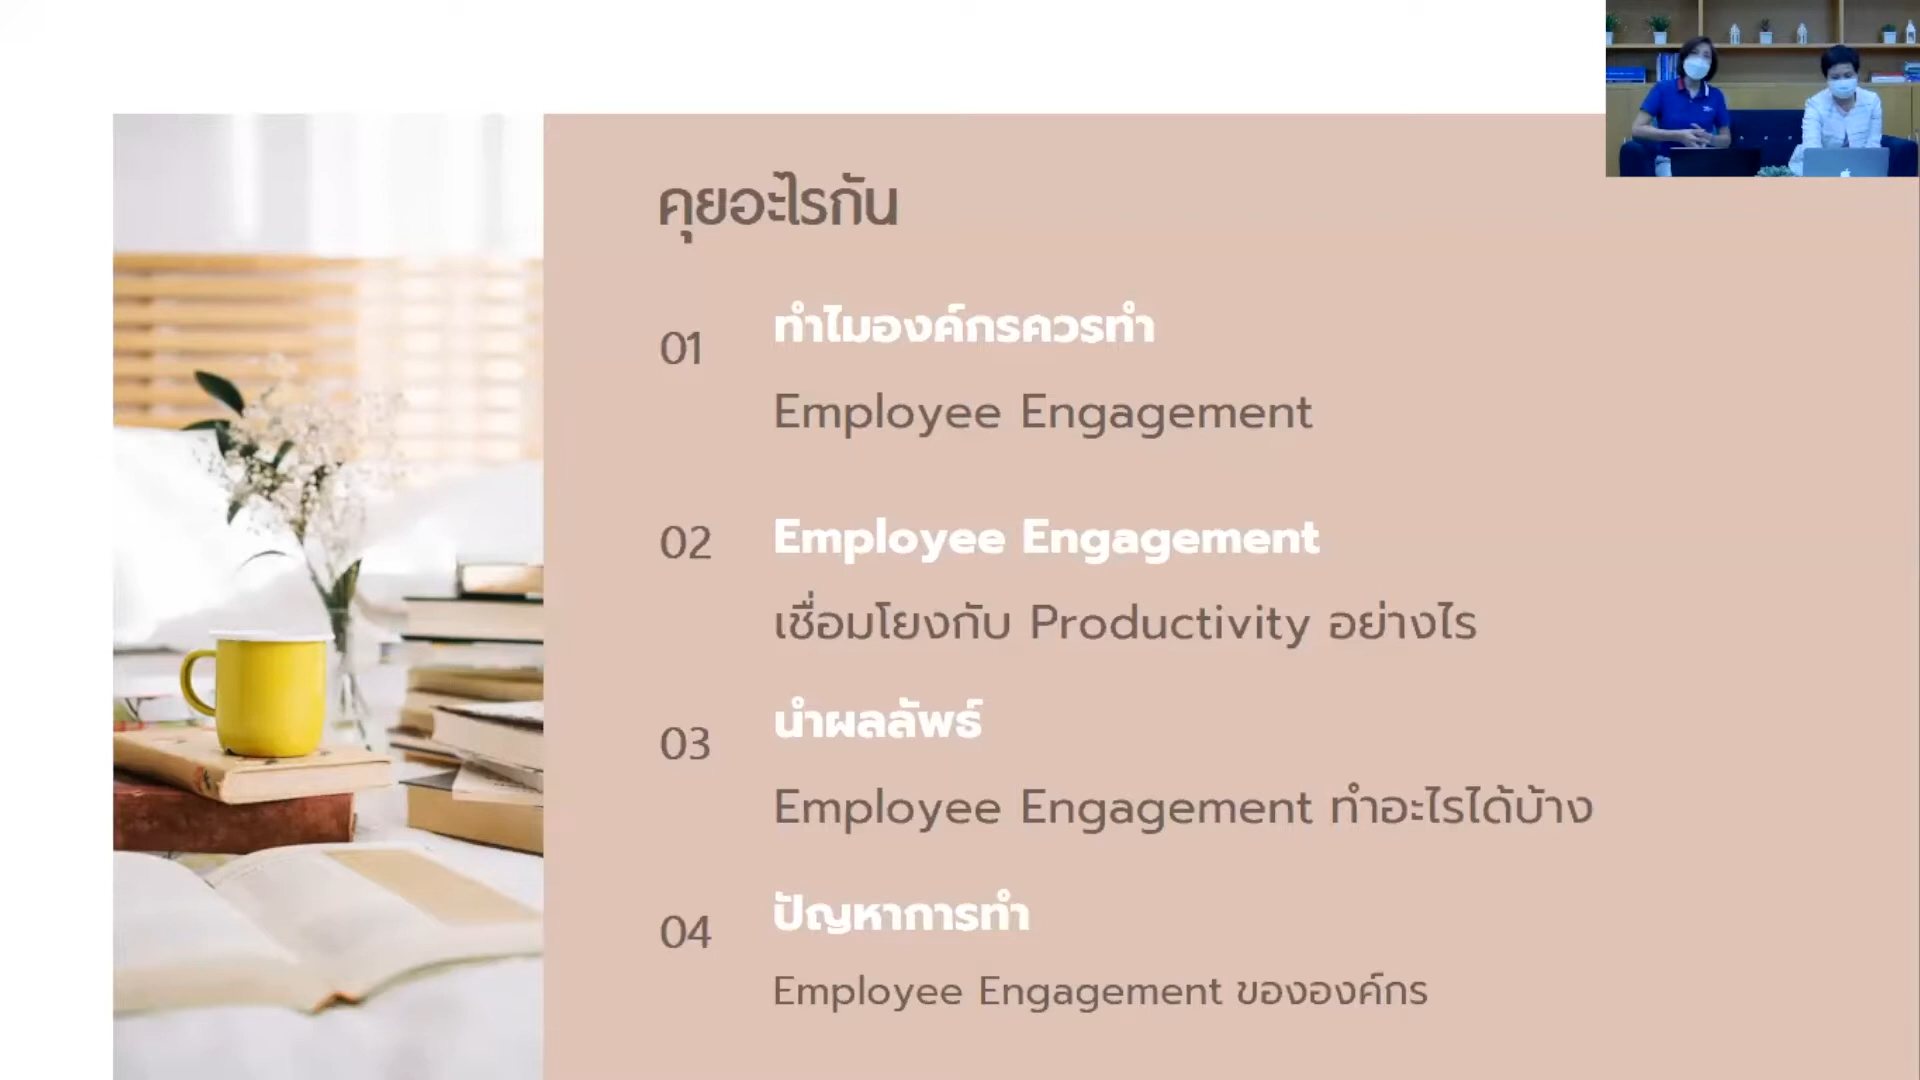 คุยอะไรกัน
01
ทำไมองค์กรควรทำ
Employee Engagement
02
Employee Engagement
เชื่อมโยงกับ Productivity อย่างไร
03
นำผลลัพธ์
Employee Engagement ทำอะไรได้บ้าง
04
ปัญหาการทำ
Employee Engagement ขององค์กร